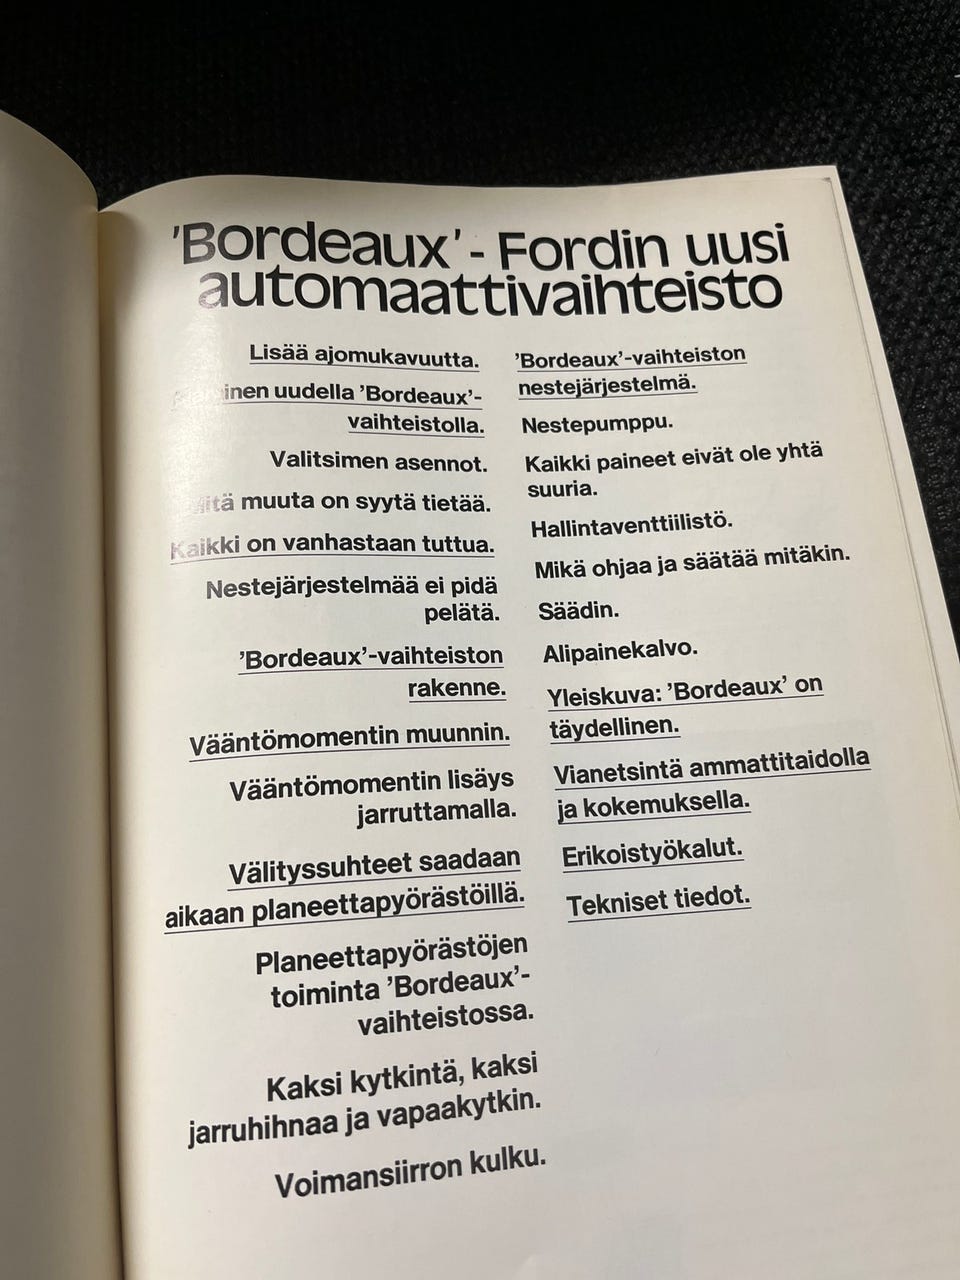 'Bordeaux' - Fordin uusi
automaattivaihteisto
Lisää ajomukavuutta.
uudella 'Bordeaux'-
vaihteistolla.
Valitsimen asennot.
Mitä muuta on syytä tietää.
Kaikki on vanhastaan tuttua.
Nestejärjestelmää ei pidä
pelätä.
'Bordeaux'-vaihteiston
rakenne.
Vääntömomentin muunnin.
Vääntömomentin lisäys
jarruttamalla.
Välityssuhteet saadaan
aikaan planeettapyörästöillä.
Planeettapyörästöjen
toiminta 'Bordeaux'-
vaihteistossa.
Kaksi kytkintä, kaksi
jarruhihnaa ja vapaakytkin.
Voimansiirron kulku.
'Bordeaux'-vaihteiston
nestejärjestelmä.
Nestepumppu.
Kaikki paineet eivät ole yhtä
suuria.
Hallintaventtiilistö.
Mikä ohjaa ja säätää mitäkin.
Säädin.
Alipainekalvo.
Yleiskuva: 'Bordeaux' on
täydellinen.
Vianetsintä ammattitaidolla
ja kokemuksella.
Erikoistyökalut.
Tekniset tiedot.